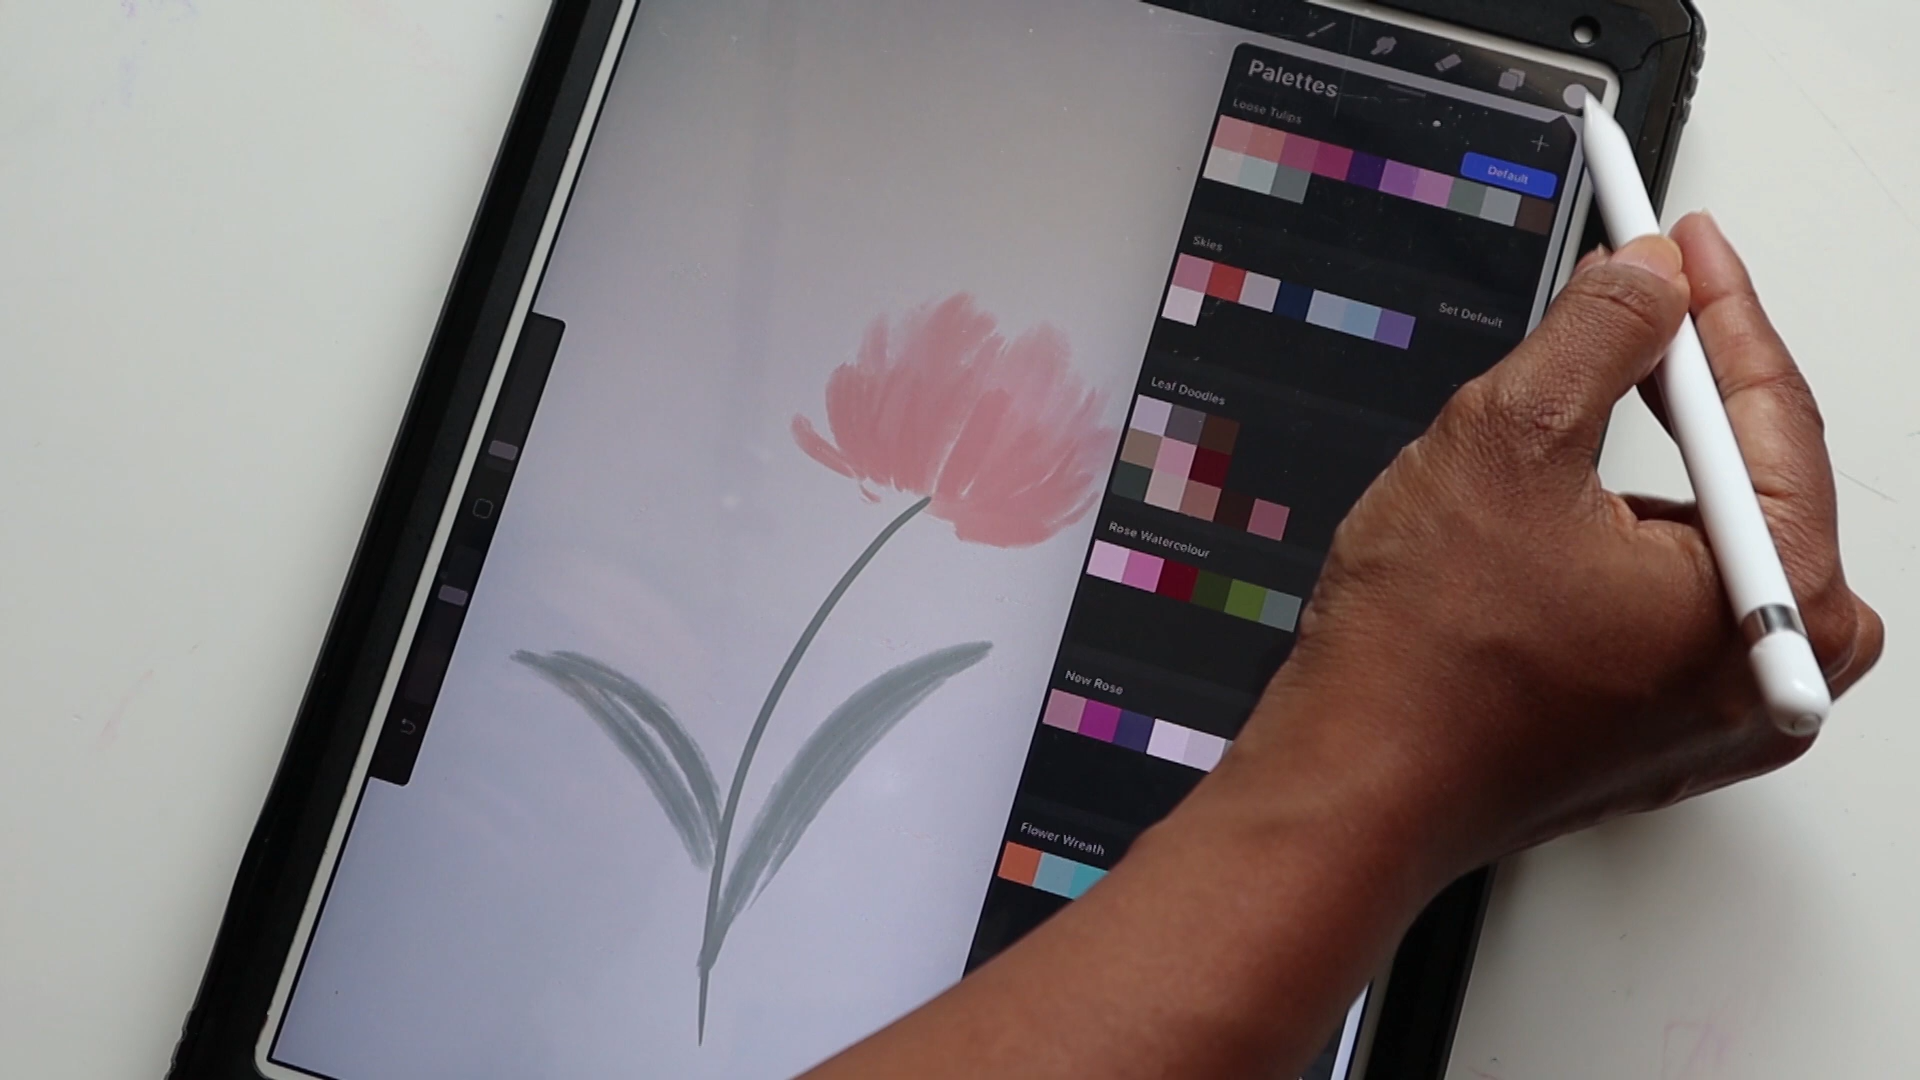 Palettes
Loose Tulips
Default
Skies
Set Default
Leaf Doodles
Rose Watercolour
New Rose
Flower Wreath